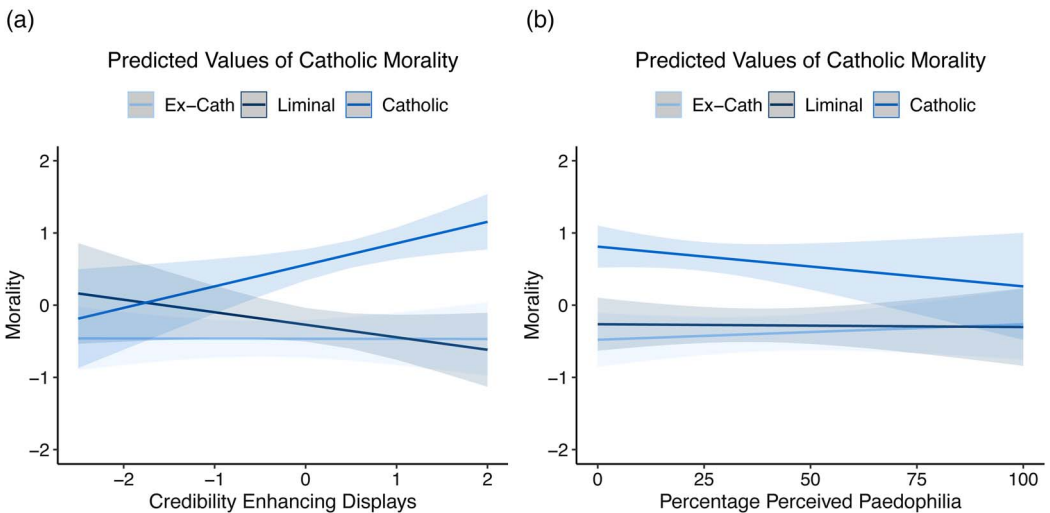 (a)
Predicted Values of Catholic Morality
Ex−Cath Liminal Catholic
Morality
2
1
0
−1
−2
−2 −1 0 1 2
Credibility Enhancing Displays
(b)
Predicted Values of Catholic Morality
Ex−Cath Liminal Catholic
Morality
2
1
0
−1
−2
0 25 50 75 100
Percentage Perceived Paedophilia